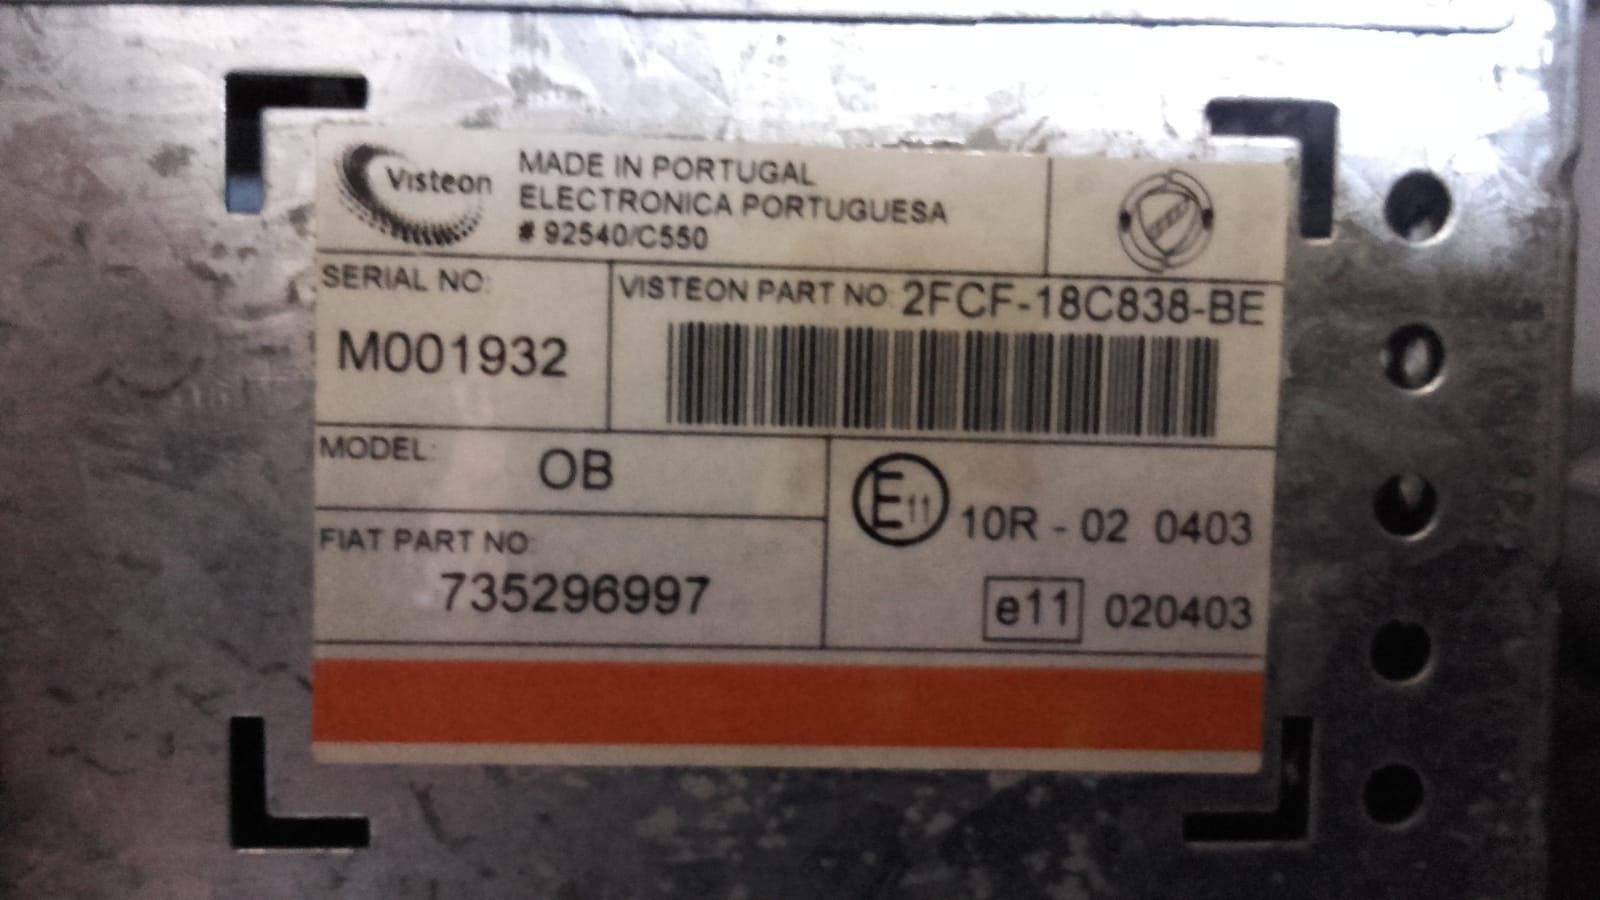 Visteon
MADE IN PORTUGAL
ELECTRONICA PORTUGUESA
# 92540/C550
SERIAL NO:
M001932
VISTEON PART NO: 2FCF-18C838-BE
MODEL:
OB
FIAT PART NO:
735296997
E11 10R - 02 0403
e11 020403